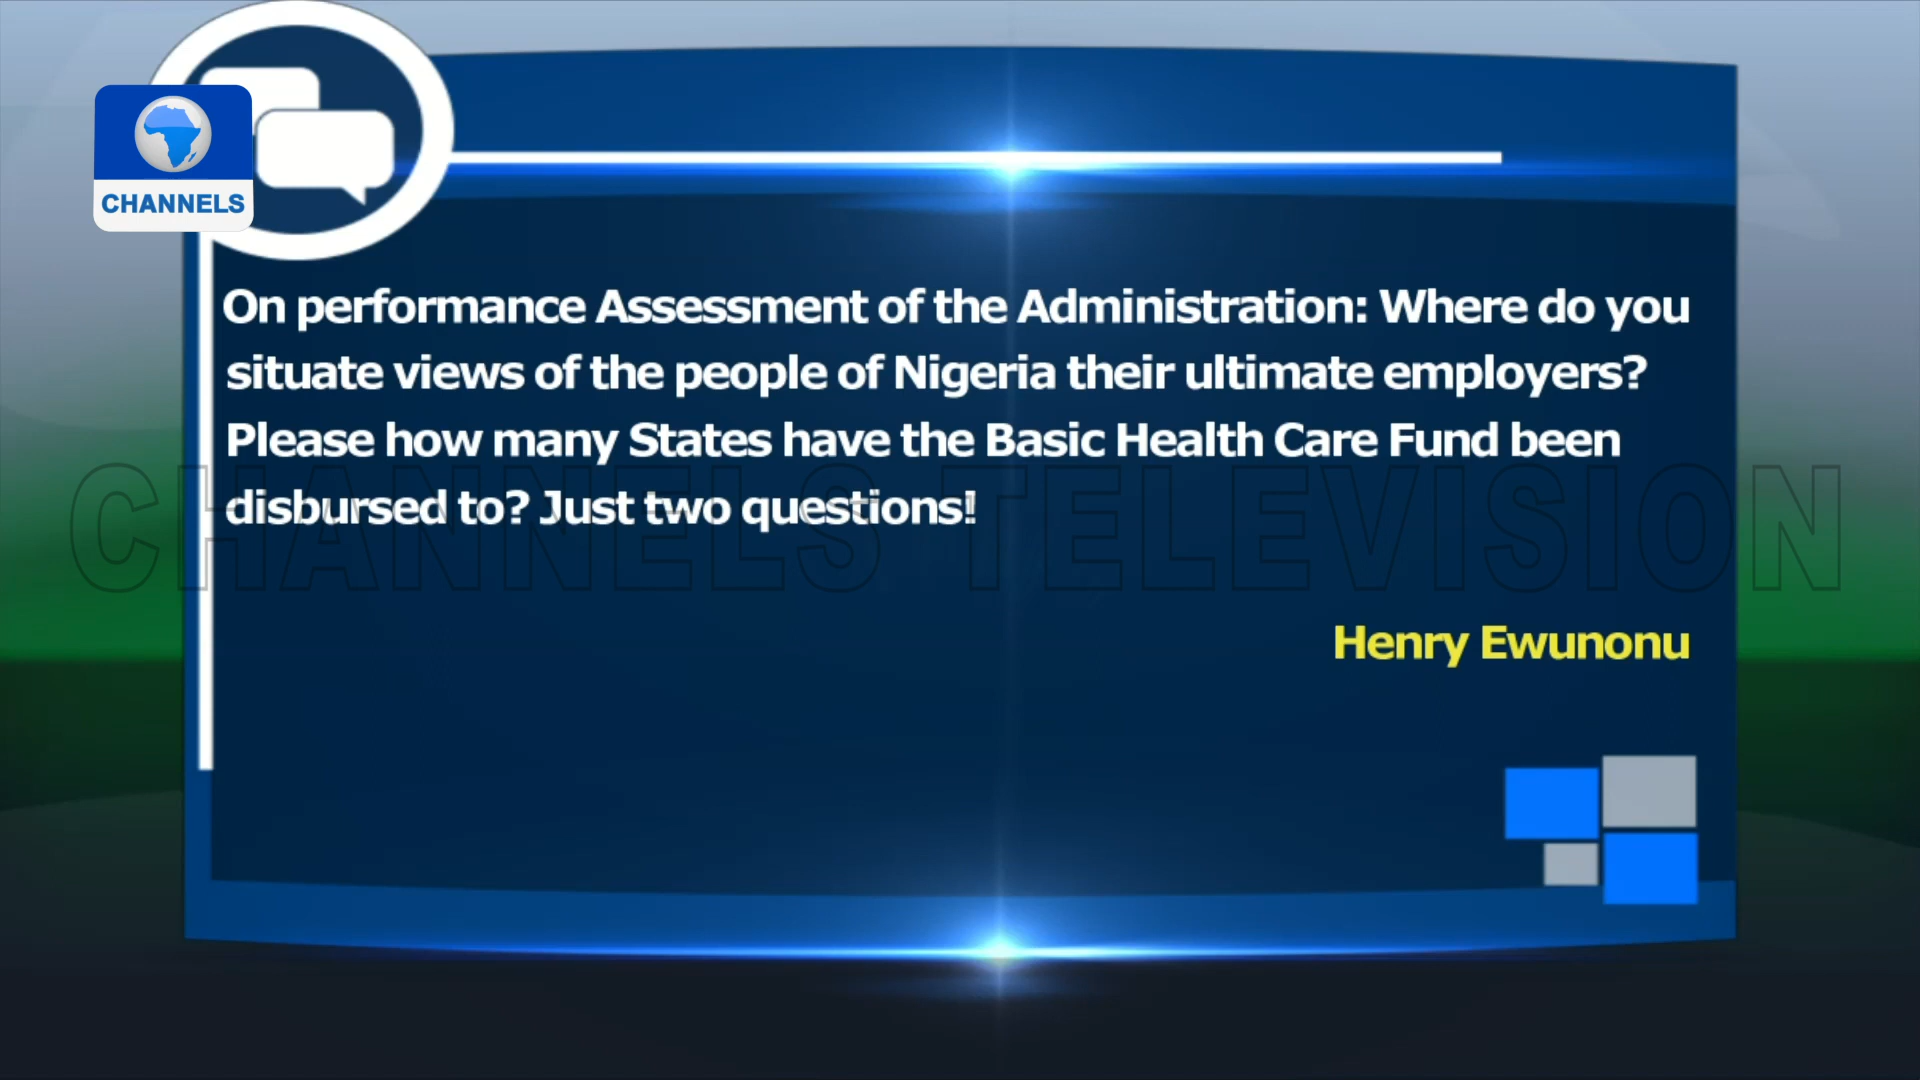 CHANNELS
On performance Assessment of the Administration: Where do you
situate views of the people of Nigeria their ultimate employers?
Please how many States have the Basic Health Care Fund been
disbursed to? Just two questions!
CHANNELS TELEVISION
Henry Ewunonu